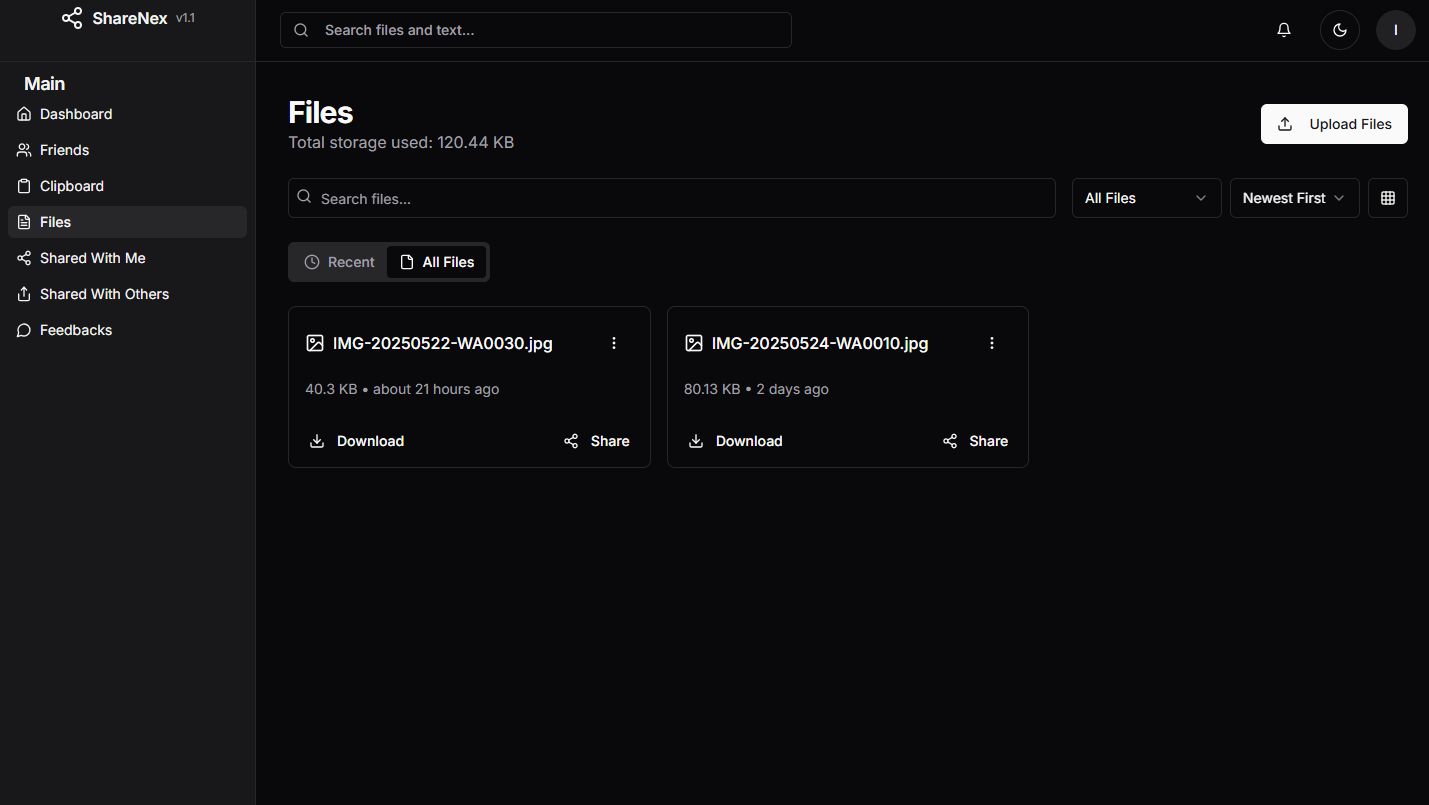 ShareNex v1.1
Search files and text...
I
Main
Dashboard
Friends
Clipboard
Files
Shared With Me
Shared With Others
Feedbacks
Files
Total storage used: 120.44 KB
Upload Files
Search files...
All Files
Newest First
Recent
All Files
IMG-20250522-WA0030.jpg
40.3 KB • about 21 hours ago
Download
Share
IMG-20250524-WA0010.jpg
80.13 KB • 2 days ago
Download
Share